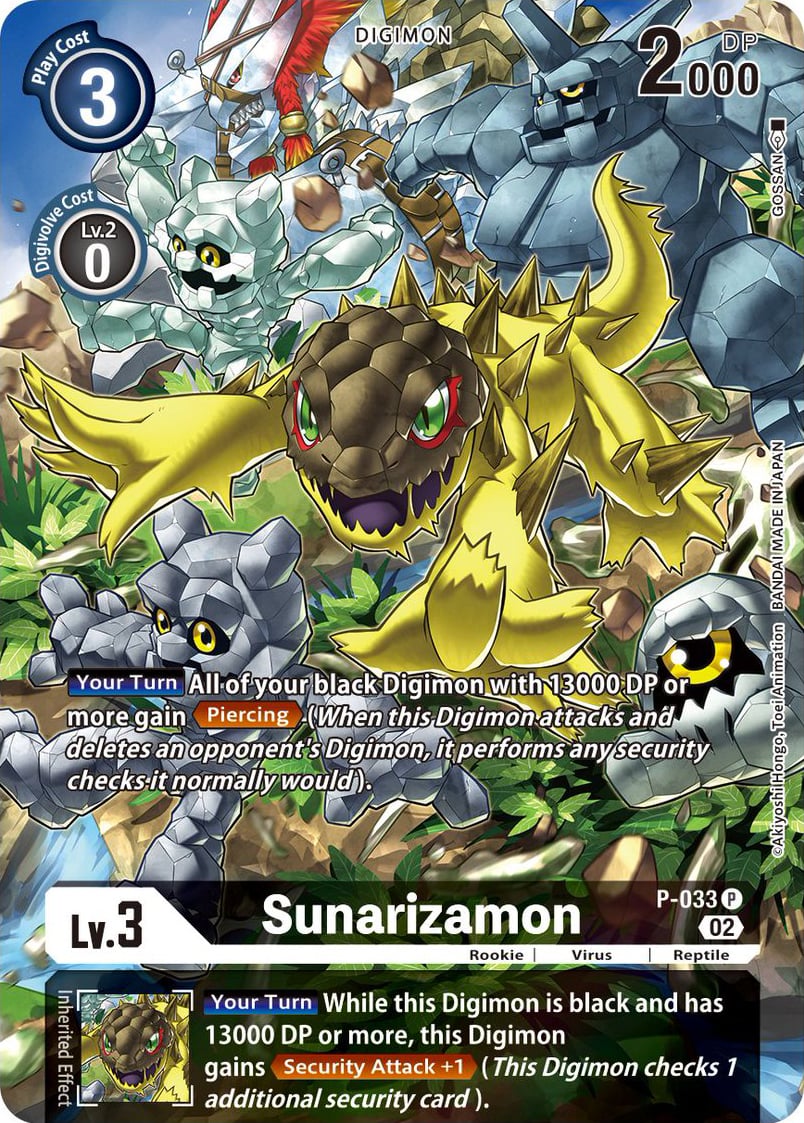 Play Cost
3
DIGIMON
DP
2000
Digivolve Cost
Lv.2
0
GOSSAN
BANDAI MADE IN JAPAN
©Akiyoshi Hongo, Toei Animation
Your Turn All of your black Digimon with 13000 DP or
more gain Piercing (When this Digimon attacks and
deletes an opponent's Digimon, it performs any security
checks it normally would).
Lv.3
Sunarizamon
P-033 P
02
Rookie | Virus | Reptile
Inherited Effect
Your Turn While this Digimon is black and has
13000 DP or more, this Digimon
gains Security Attack +1 (This Digimon checks 1
additional security card ).